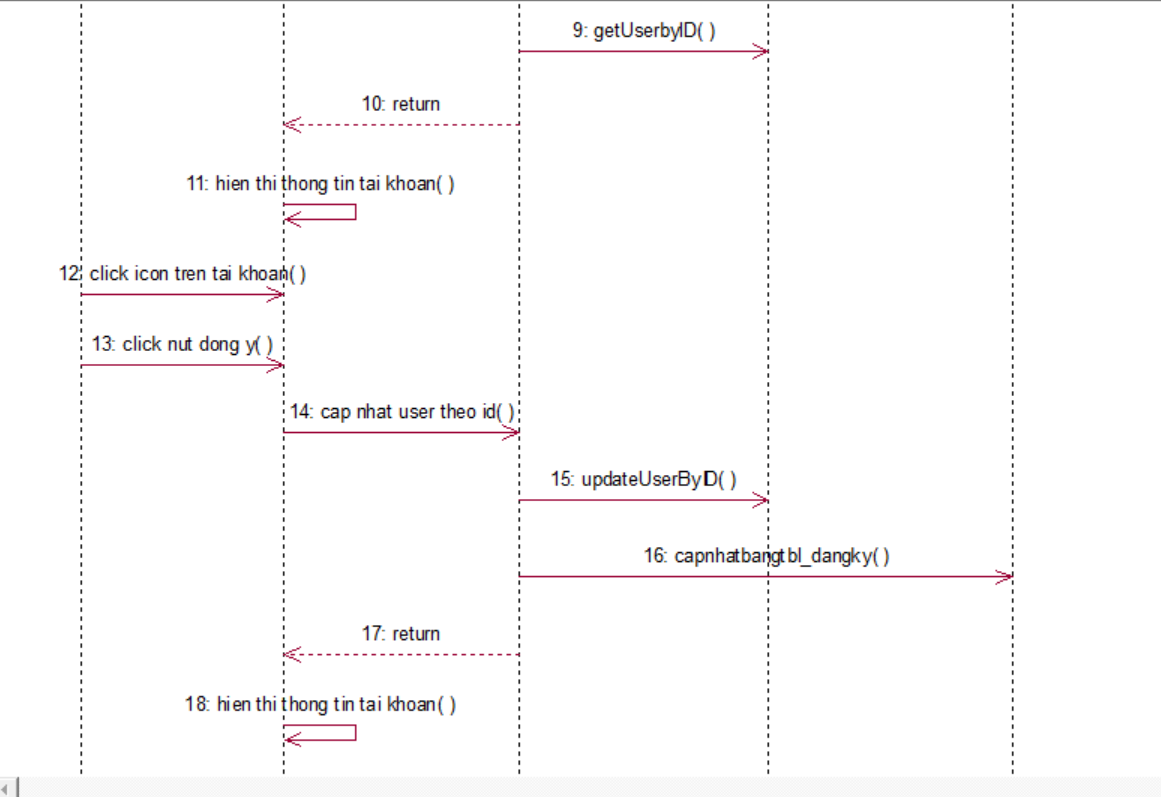 9: getUserbyID( )
10: return
11: hien thi thong tin tai khoan( )
12: click icon tren tai khoan( )
13: click nut dong y( )
14: cap nhat user theo id( )
15: updateUserByID( )
16: capnhatbangtbl_dangky( )
17: return
18: hien thi thong tin tai khoan( )